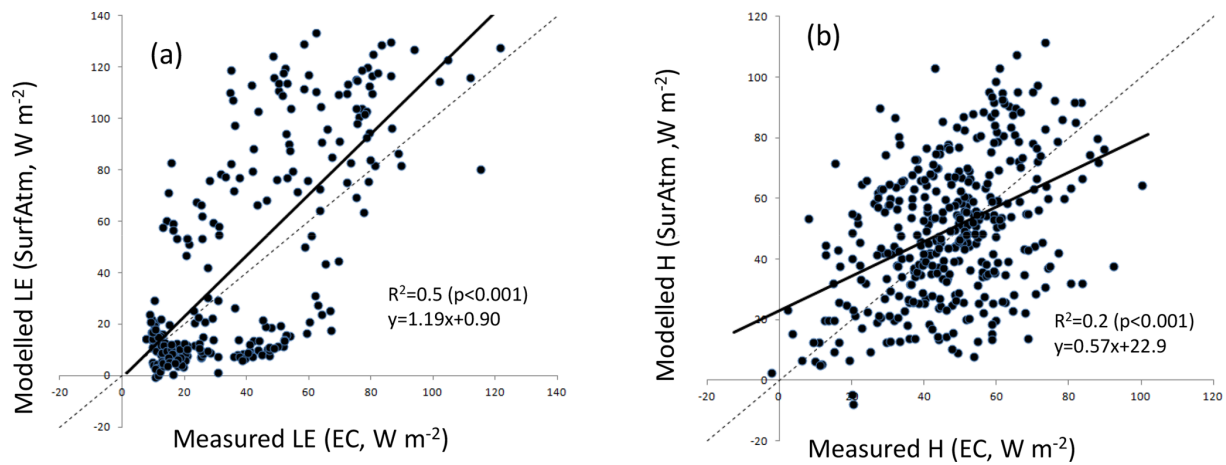 (a)
Modelled LE (SurfAtm, W m-2)
140
120
100
80
60
40
20
0
-20
-20 0 20 40 60 80 100 120 140
R2=0.5 (p<0.001)
y=1.19x+0.90
Measured LE (EC, W m-2)
(b)
Modelled H (SurAtm ,W m-2)
120
100
80
60
40
20
0
-20
-20 0 20 40 60 80 100 120
R2=0.2 (p<0.001)
y=0.57x+22.9
Measured H (EC, W m-2)